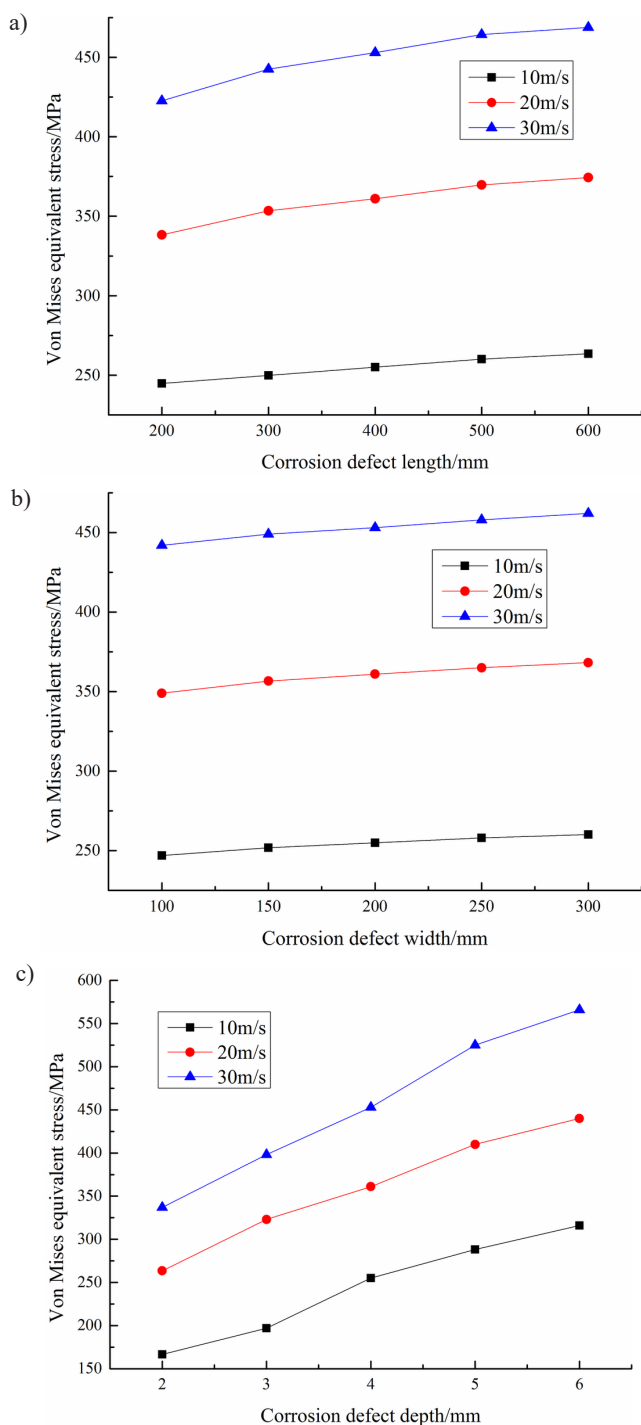 a)
Von Mises equivalent stress/MPa
450
400
350
300
250
10m/s
20m/s
30m/s
200 300 400 500 600
Corrosion defect length/mm
b)
Von Mises equivalent stress/MPa
450
400
350
300
250
10m/s
20m/s
30m/s
100 150 200 250 300
Corrosion defect width/mm
c)
Von Mises equivalent stress/MPa
600
550
500
450
400
350
300
250
200
150
10m/s
20m/s
30m/s
2 3 4 5 6
Corrosion defect depth/mm